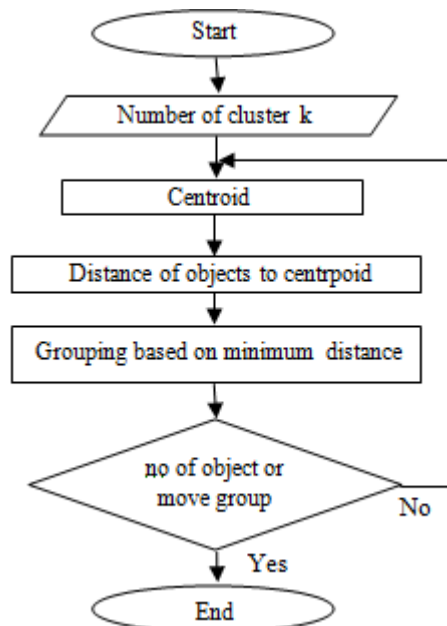 Start
Number of cluster k
Centroid
Distance of objects to centrpoid
Grouping based on minimum distance
no of object or
move group
No
Yes
End